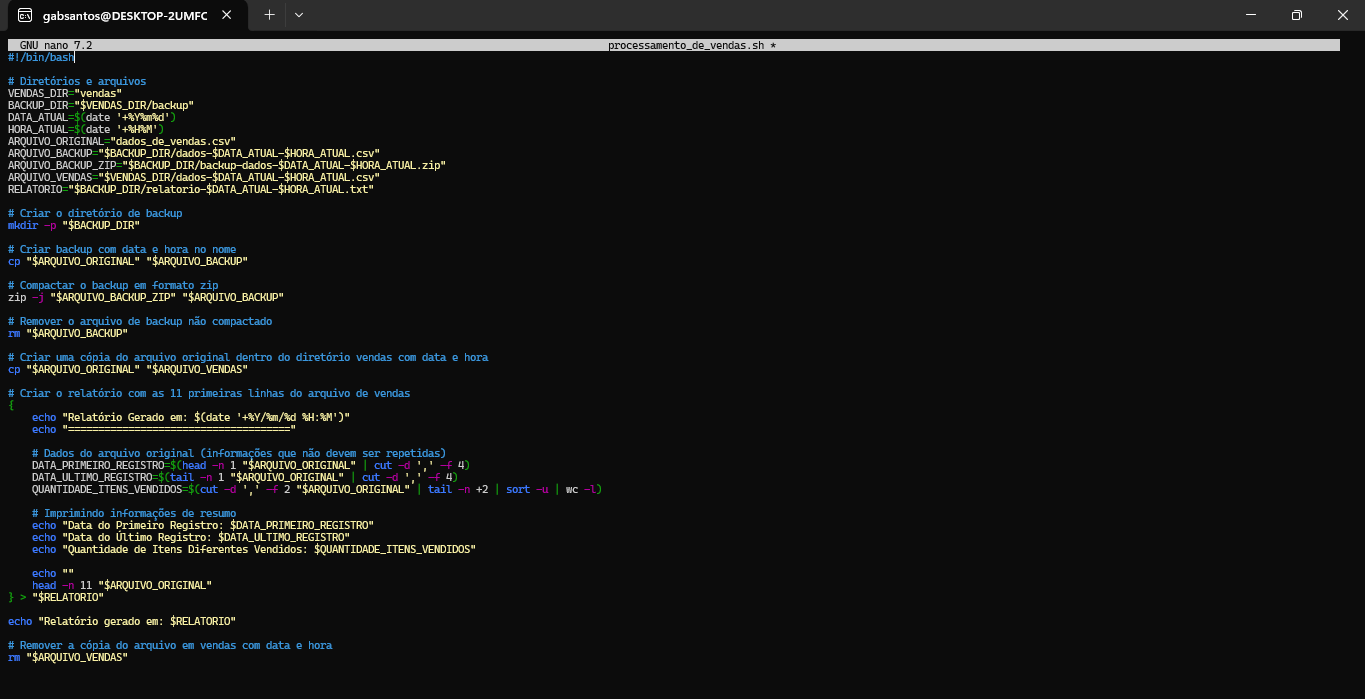 gabsantos@DESKTOP-2UMFC
GNU nano 7.2 processamento_de_vendas.sh *
#!/bin/bash
# Diretórios e arquivos
VENDAS_DIR="vendas"
BACKUP_DIR="$VENDAS_DIR/backup"
DATA_ATUAL=$(date '+%Y%m%d')
HORA_ATUAL=$(date '+%H%M')
ARQUIVO_ORIGINAL="dados_de_vendas.csv"
ARQUIVO_BACKUP="$BACKUP_DIR/dados-$DATA_ATUAL-$HORA_ATUAL.csv"
ARQUIVO_BACKUP_ZIP="$BACKUP_DIR/backup-dados-$DATA_ATUAL-$HORA_ATUAL.zip"
ARQUIVO_VENDAS="$VENDAS_DIR/dados-$DATA_ATUAL-$HORA_ATUAL.csv"
RELATORIO="$BACKUP_DIR/relatorio-$DATA_ATUAL-$HORA_ATUAL.txt"
# Criar o diretório de backup
mkdir -p "$BACKUP_DIR"
# Criar backup com data e hora no nome
cp "$ARQUIVO_ORIGINAL" "$ARQUIVO_BACKUP"
# Compactar o backup em formato zip
zip -j "$ARQUIVO_BACKUP_ZIP" "$ARQUIVO_BACKUP"
# Remover o arquivo de backup não compactado
rm "$ARQUIVO_BACKUP"
# Criar uma cópia do arquivo original dentro do diretório vendas com data e hora
cp "$ARQUIVO_ORIGINAL" "$ARQUIVO_VENDAS"
# Criar o relatório com as 11 primeiras linhas do arquivo de vendas
{
echo "Relatório Gerado em: $(date '+%Y/%m/%d %H:%M')"
echo "====================================="
# Dados do arquivo original (informações que não devem ser repetidas)
DATA_PRIMEIRO_REGISTRO=$(head -n 1 "$ARQUIVO_ORIGINAL" | cut -d ',' -f 4)
DATA_ULTIMO_REGISTRO=$(tail -n 1 "$ARQUIVO_ORIGINAL" | cut -d ',' -f 4)
QUANTIDADE_ITENS_VENDIDOS=$(cut -d ',' -f 2 "$ARQUIVO_ORIGINAL" | tail -n +2 | sort -u | wc -l)
# Imprimindo informações de resumo
echo "Data do Primeiro Registro: $DATA_PRIMEIRO_REGISTRO"
echo "Data do Último Registro: $DATA_ULTIMO_REGISTRO"
echo "Quantidade de Itens Diferentes Vendidos: $QUANTIDADE_ITENS_VENDIDOS"
echo ""
head -n 11 "$ARQUIVO_ORIGINAL"
} > "$RELATORIO"
echo "Relatório gerado em: $RELATORIO"
# Remover a cópia do arquivo em vendas com data e hora
rm "$ARQUIVO_VENDAS"